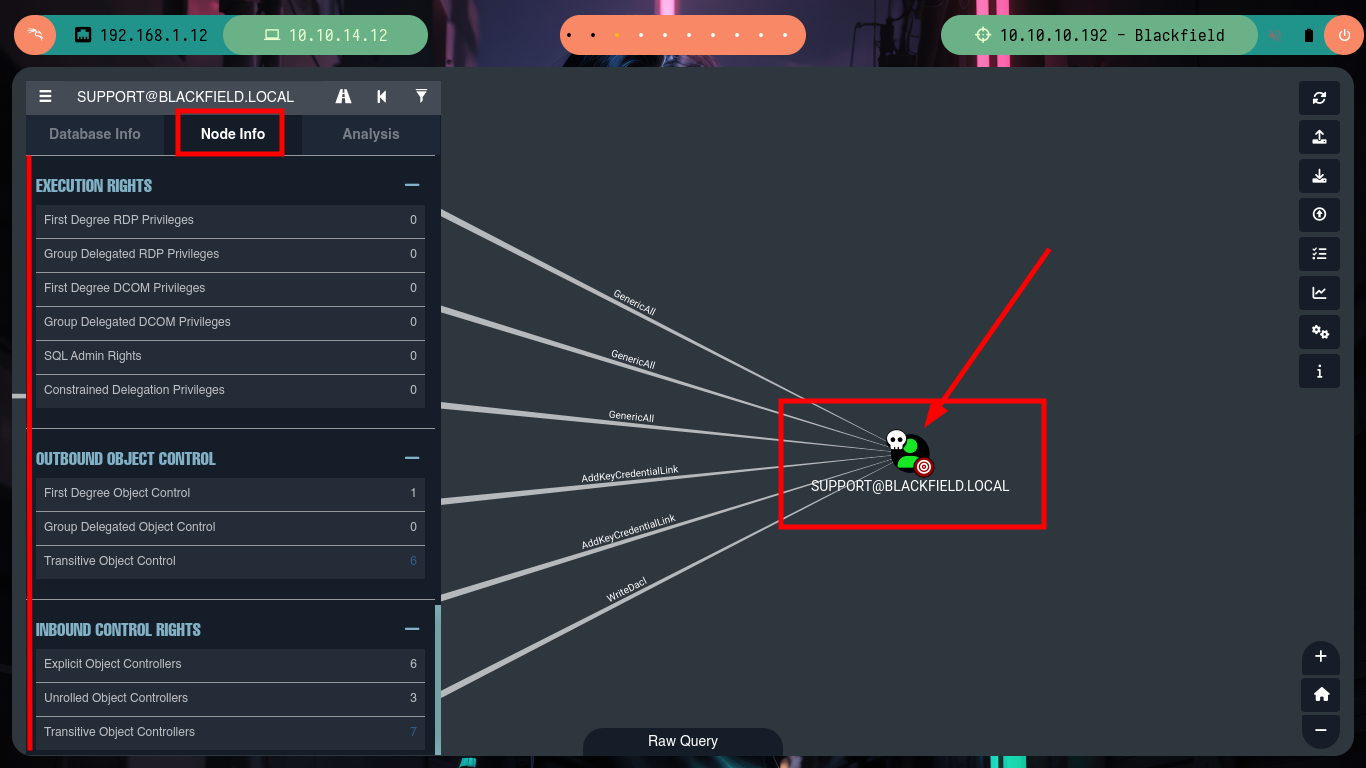 192.168.1.12
10.10.14.12
10.10.10.192 - Blackfield
SUPPORT@BLACKFIELD.LOCAL
Database Info
Node Info
Analysis
EXECUTION RIGHTS
First Degree RDP Privileges 0
Group Delegated RDP Privileges 0
First Degree DCOM Privileges 0
Group Delegated DCOM Privileges 0
SQL Admin Rights 0
Constrained Delegation Privileges 0
OUTBOUND OBJECT CONTROL
First Degree Object Control 1
Group Delegated Object Control 0
Transitive Object Control 6
INBOUND CONTROL RIGHTS
Explicit Object Controllers 6
Unrolled Object Controllers 3
Transitive Object Controllers 7
GenericAll
GenericAll
GenericAll
AddKeyCredentialLink
AddKeyCredentialLink
WriteDacl
SUPPORT@BLACKFIELD.LOCAL
Raw Query